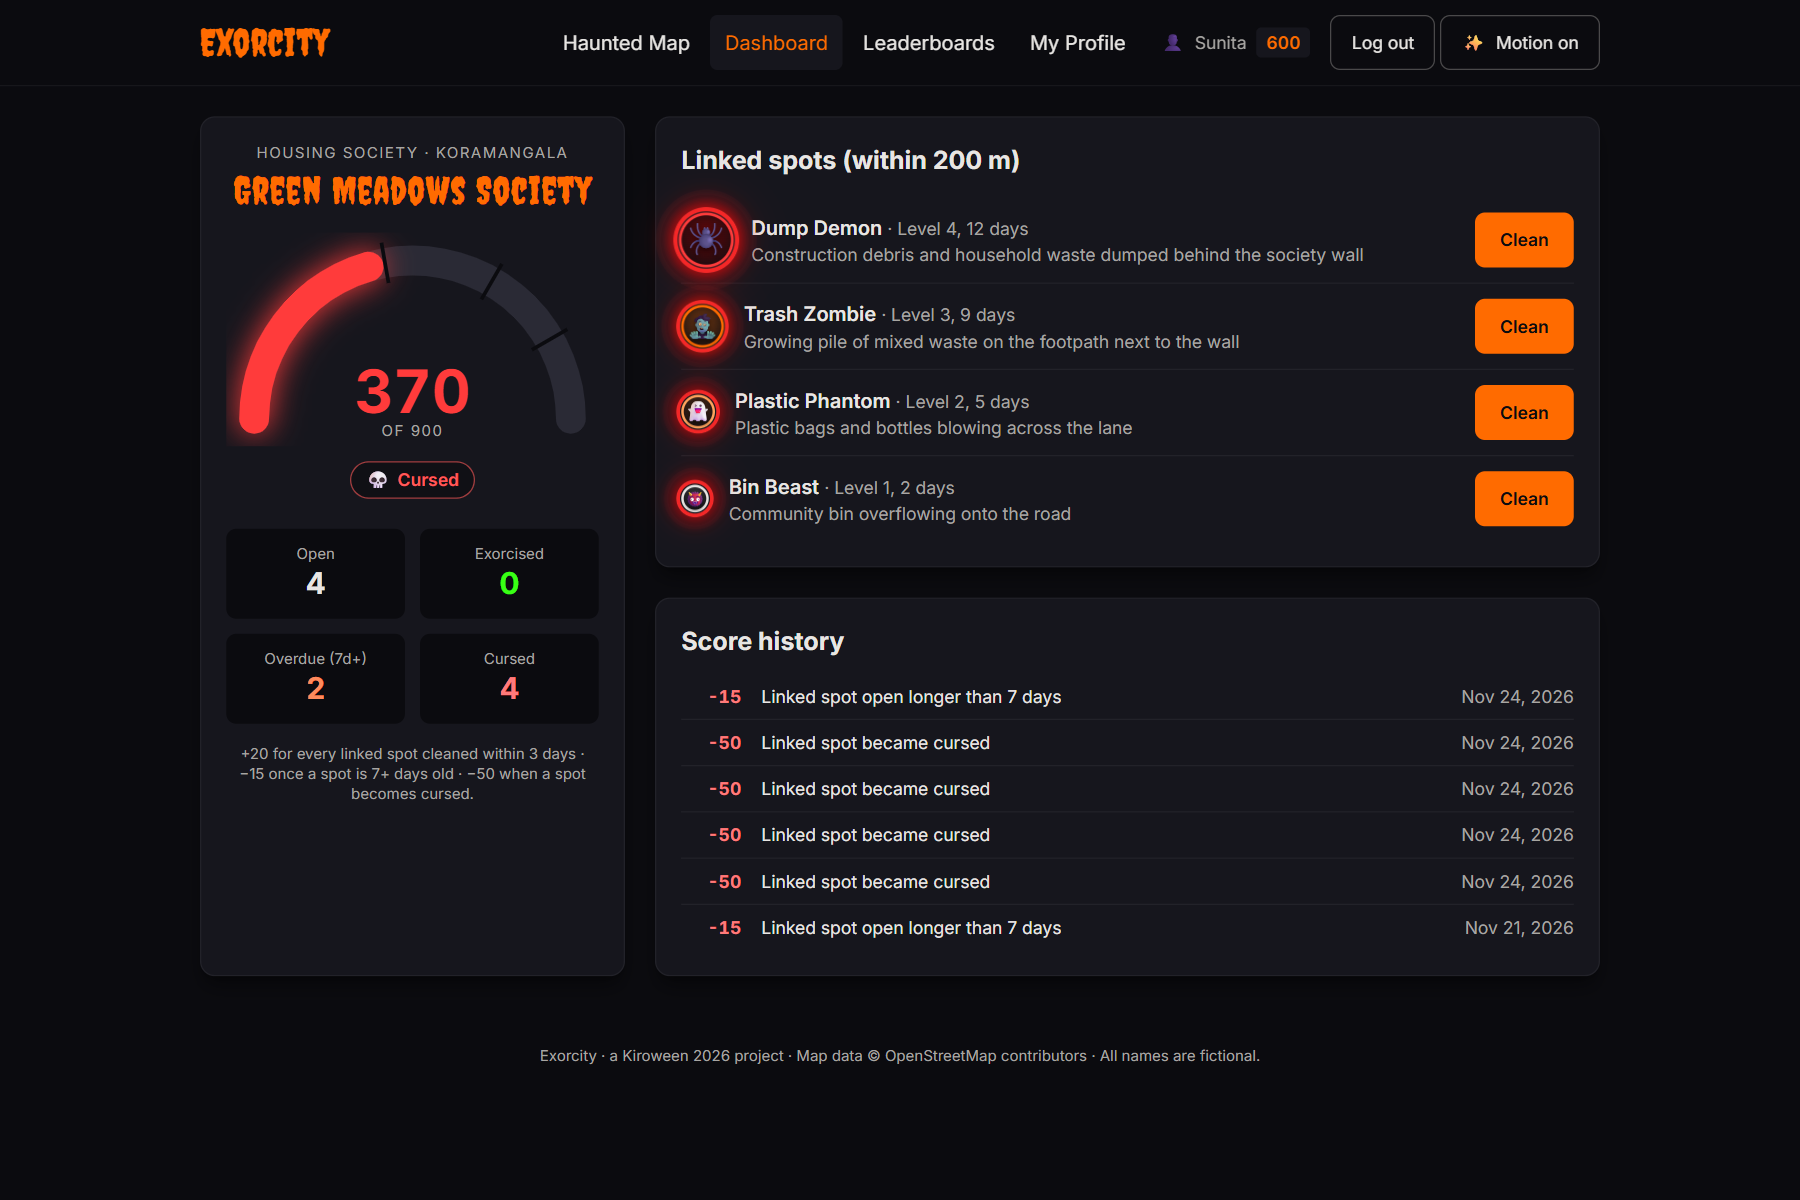 EXORCITY
Haunted Map
Dashboard
Leaderboards
My Profile
Sunita
600
Log out
Motion on
HOUSING SOCIETY · KORAMANGALA
GREEN MEADOWS SOCIETY
370
OF 900
Cursed
Open
4
Exorcised
0
Overdue (7d+)
2
Cursed
4
+20 for every linked spot cleaned within 3 days ·
−15 once a spot is 7+ days old · −50 when a spot
becomes cursed.
Linked spots (within 200 m)
Dump Demon · Level 4, 12 days
Construction debris and household waste dumped behind the society wall
Clean
Trash Zombie · Level 3, 9 days
Growing pile of mixed waste on the footpath next to the wall
Clean
Plastic Phantom · Level 2, 5 days
Plastic bags and bottles blowing across the lane
Clean
Bin Beast · Level 1, 2 days
Community bin overflowing onto the road
Clean
Score history
-15 Linked spot open longer than 7 days Nov 24, 2026
-50 Linked spot became cursed Nov 24, 2026
-50 Linked spot became cursed Nov 24, 2026
-50 Linked spot became cursed Nov 24, 2026
-50 Linked spot became cursed Nov 24, 2026
-15 Linked spot open longer than 7 days Nov 21, 2026
Exorcity · a Kiroween 2026 project · Map data © OpenStreetMap contributors · All names are fictional.